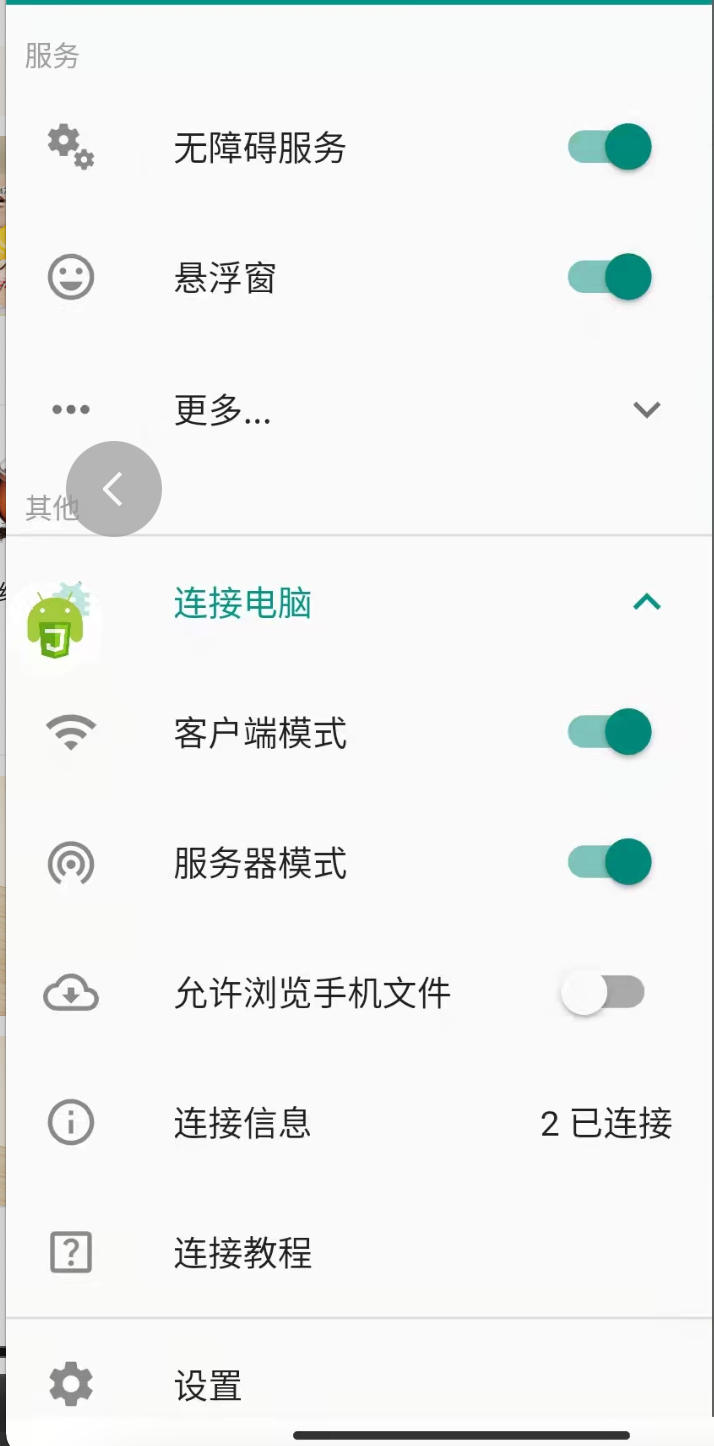 服务
无障碍服务
悬浮窗
更多...
其他
连接电脑
客户端模式
服务器模式
允许浏览手机文件
连接信息 2 已连接
连接教程
设置